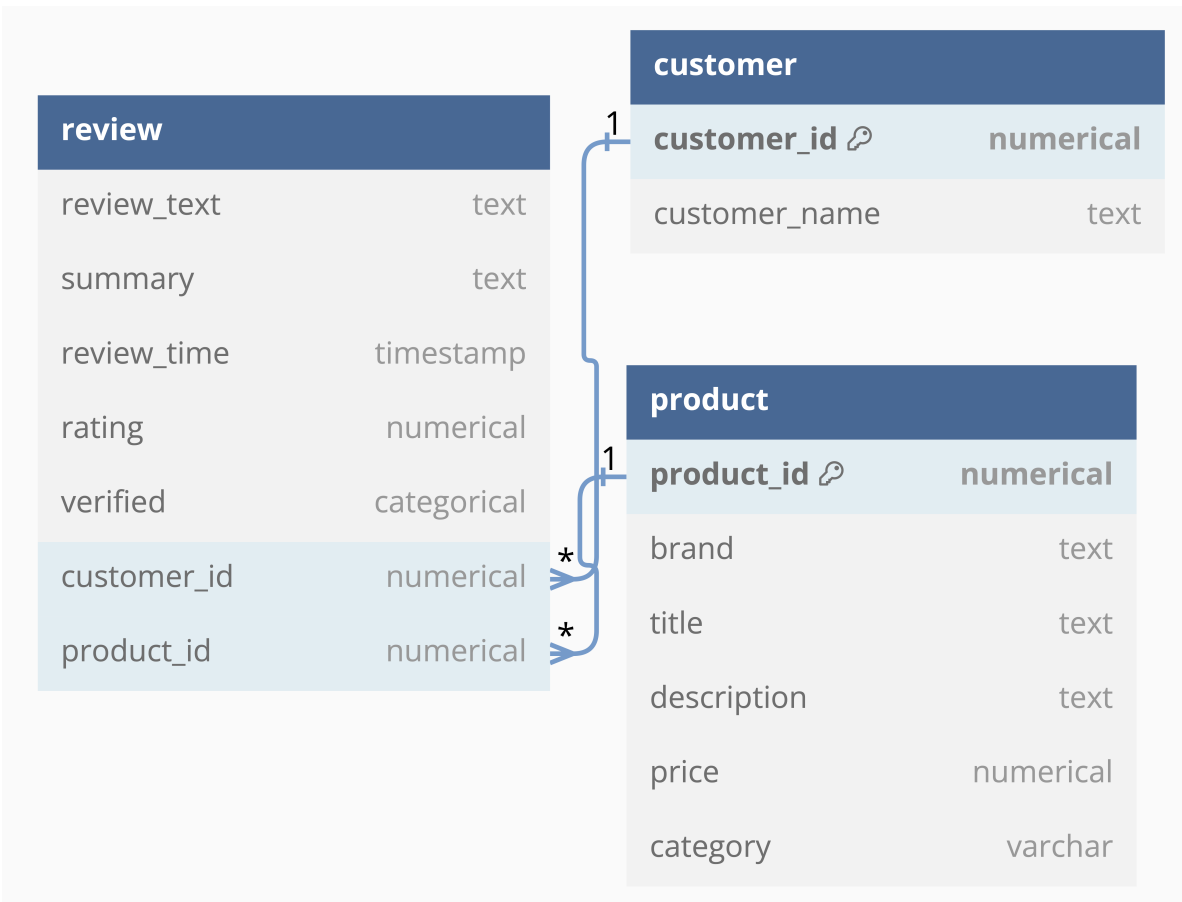 review
review_text text
summary text
review_time timestamp
rating numerical
verified categorical
customer_id numerical
product_id numerical
*
*
1
1
customer
customer_id numerical
customer_name text
product
product_id numerical
brand text
title text
description text
price numerical
category varchar